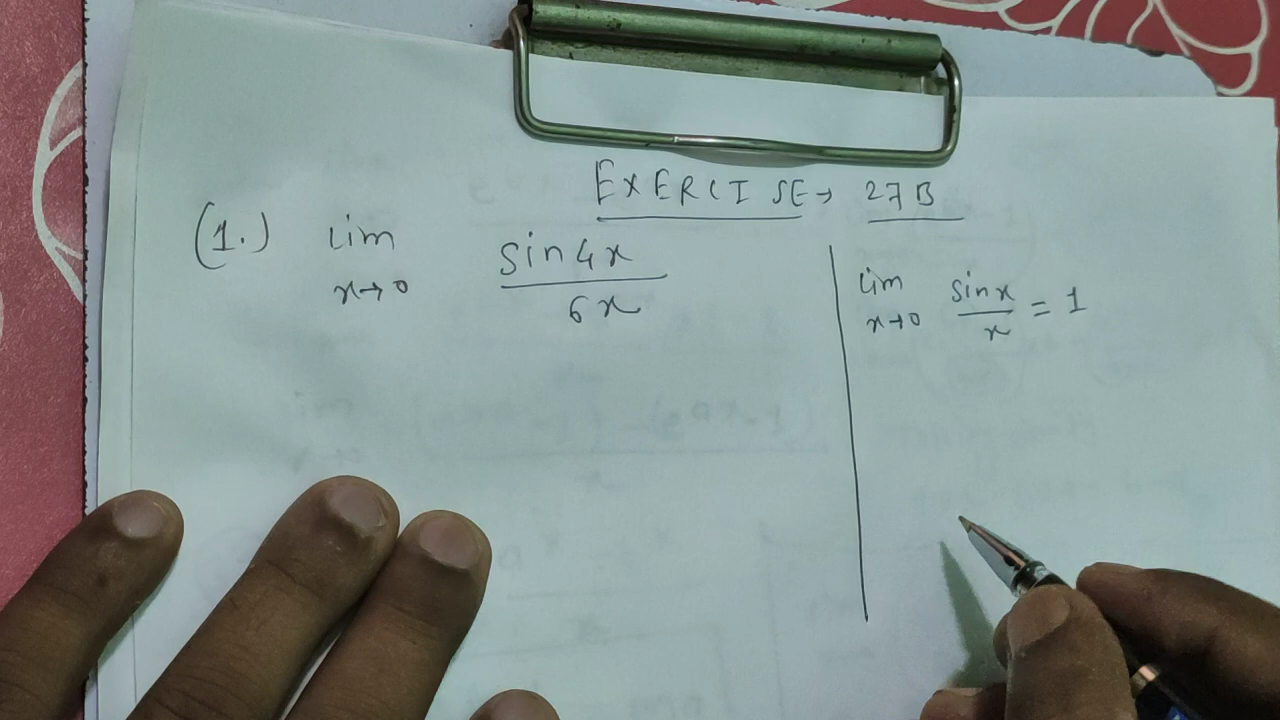 EXERCISE → 27B
(1.) lim x→0 sin4x / 6x
lim x→0 sinx / x = 1